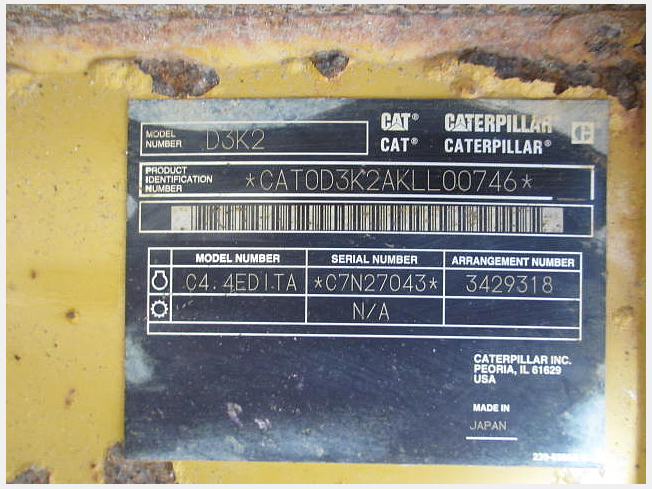 MODEL NUMBER D3K2
CAT® CATERPILLAR
CAT® CATERPILLAR®
PRODUCT IDENTIFICATION NUMBER *CAT0D3K2AKLL00746*
MODEL NUMBER SERIAL NUMBER ARRANGEMENT NUMBER
C4.4EDITA *C7N27043* 3429318
N/A
CATERPILLAR INC.
PEORIA, IL 61629
USA
MADE IN
JAPAN